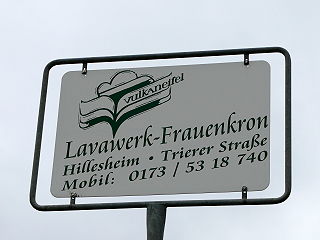 Vulkaneifel
Lavawerk-Frauenkron
Hillesheim • Trierer Straße
Mobil: 0173 / 53 18 740